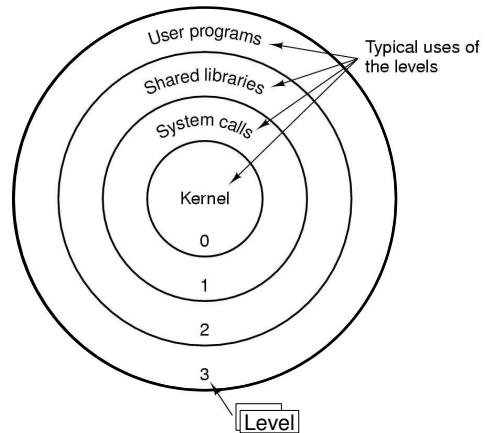 User programs
Typical uses of
the levels
Shared libraries
System calls
Kernel
0
1
2
3
Level